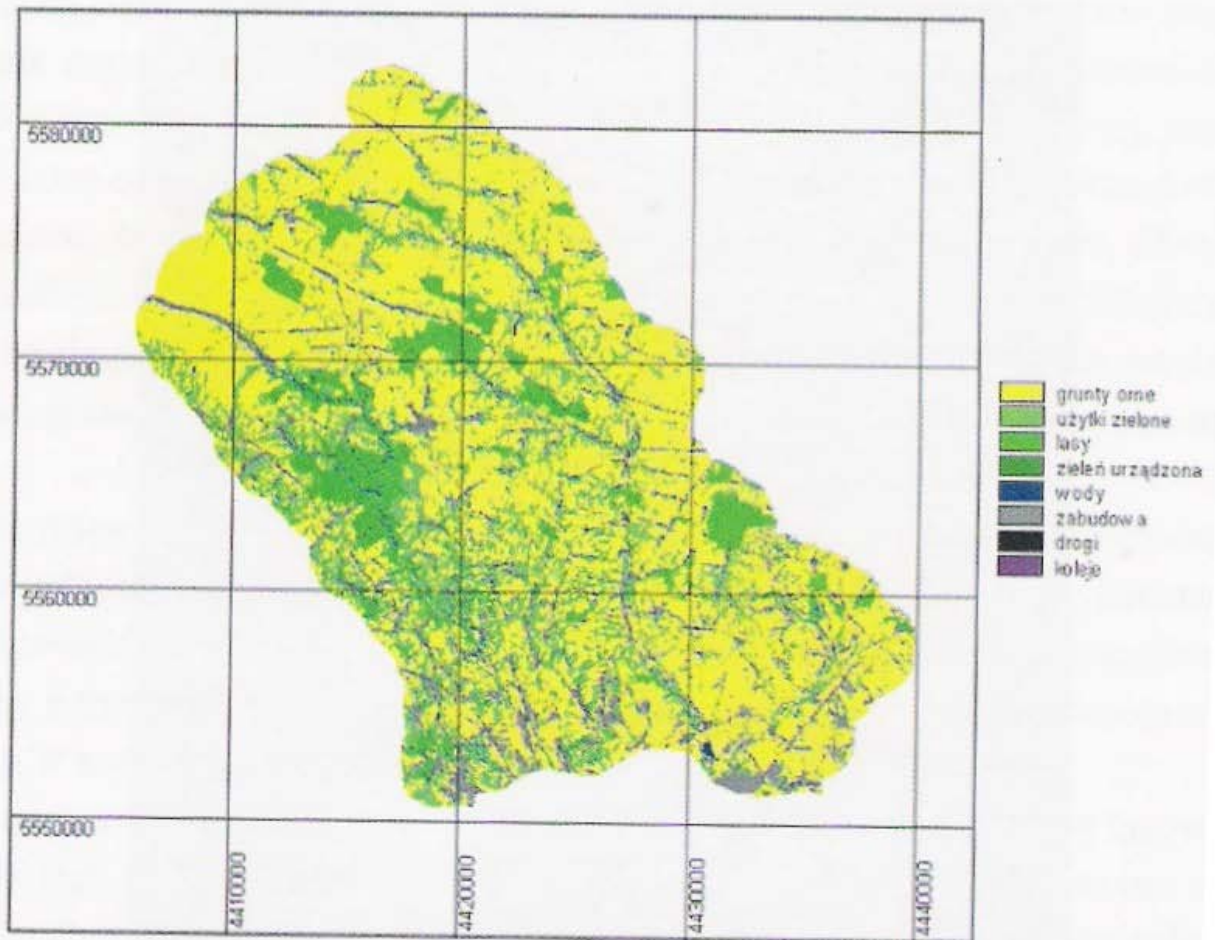 5580000
5570000
5560000
5550000
4410000
4420000
4430000
4440000
grunty orne
użytki zielone
lasy
zieleń urządzona
wody
zabudowa
drogi
koleje